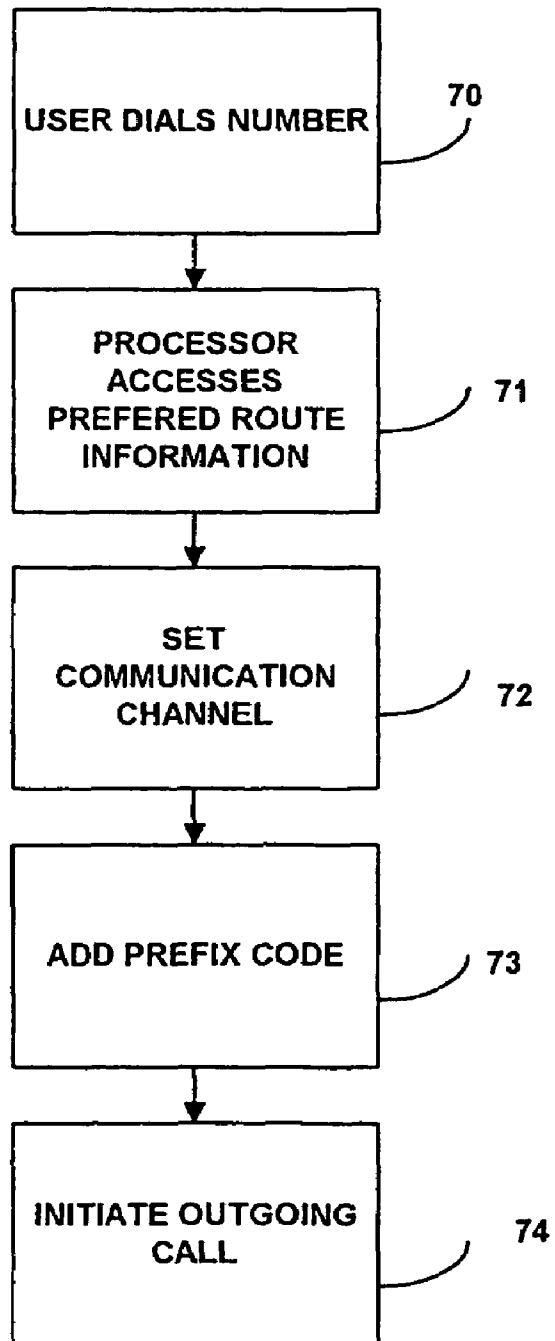 USER DIALS NUMBER
70
PROCESSOR
ACCESSES
PREFERED ROUTE
INFORMATION
71
SET
COMMUNICATION
CHANNEL
72
ADD PREFIX CODE
73
INITIATE OUTGOING
CALL
74